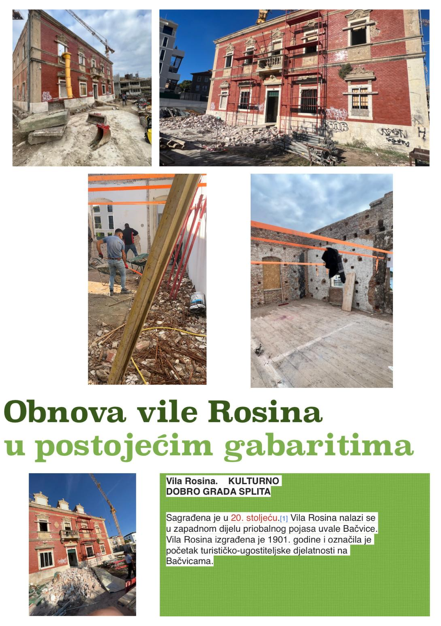 Obnova vile Rosina
u postojećim gabaritima
Vila Rosina. KULTURNO
DOBRO GRADA SPLITA
Sagrađena je u 20. stoljeću.[1] Vila Rosina nalazi se
u zapadnom dijelu priobalnog pojasa uvale Bačvice.
Vila Rosina izgrađena je 1901. godine i označila je
početak turističko-ugostiteljske djelatnosti na
Bačvicama.